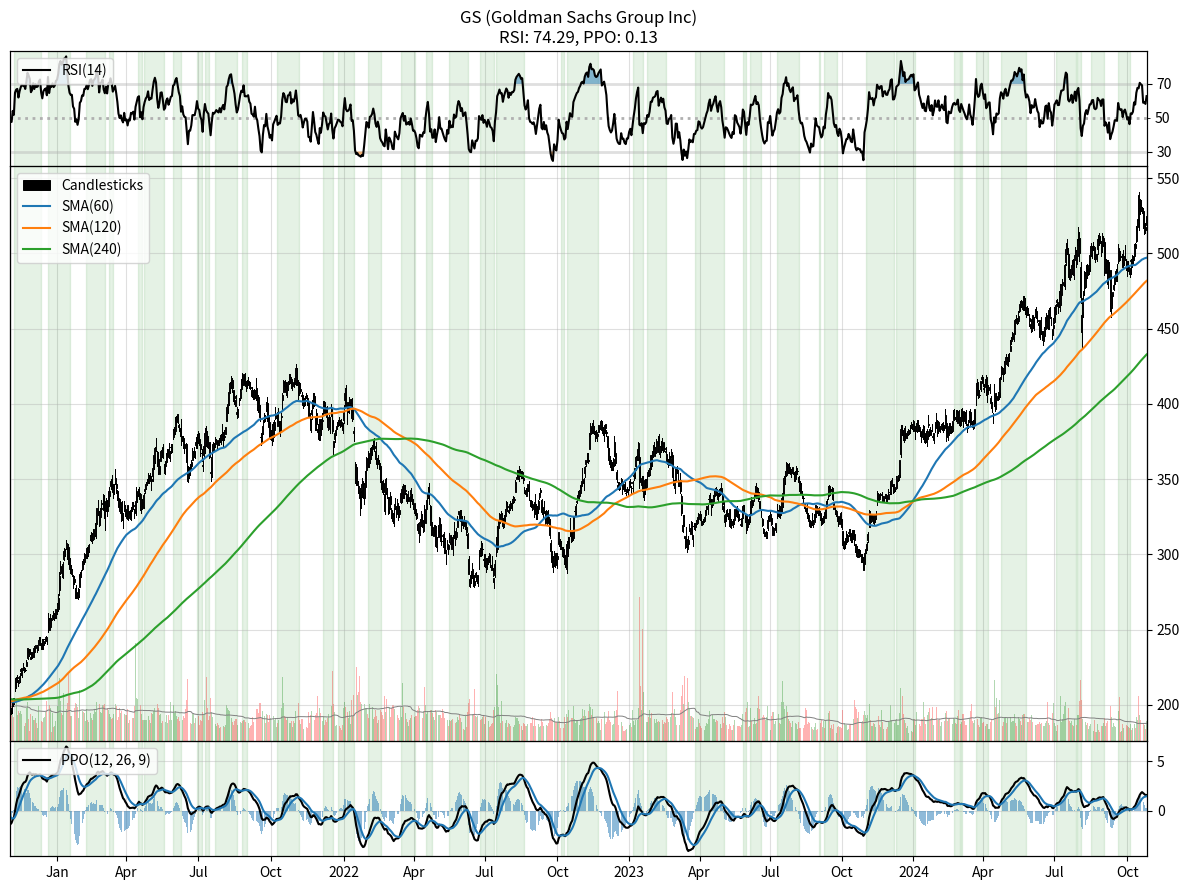 GS (Goldman Sachs Group Inc)
RSI: 74.29, PPO: 0.13
RSI(14)
70
50
30
Candlesticks
SMA(60)
SMA(120)
SMA(240)
550
500
450
400
350
300
250
200
PPO(12, 26, 9)
5
0
Jan Apr Jul Oct 2022 Apr Jul Oct 2023 Apr Jul Oct 2024 Apr Jul Oct